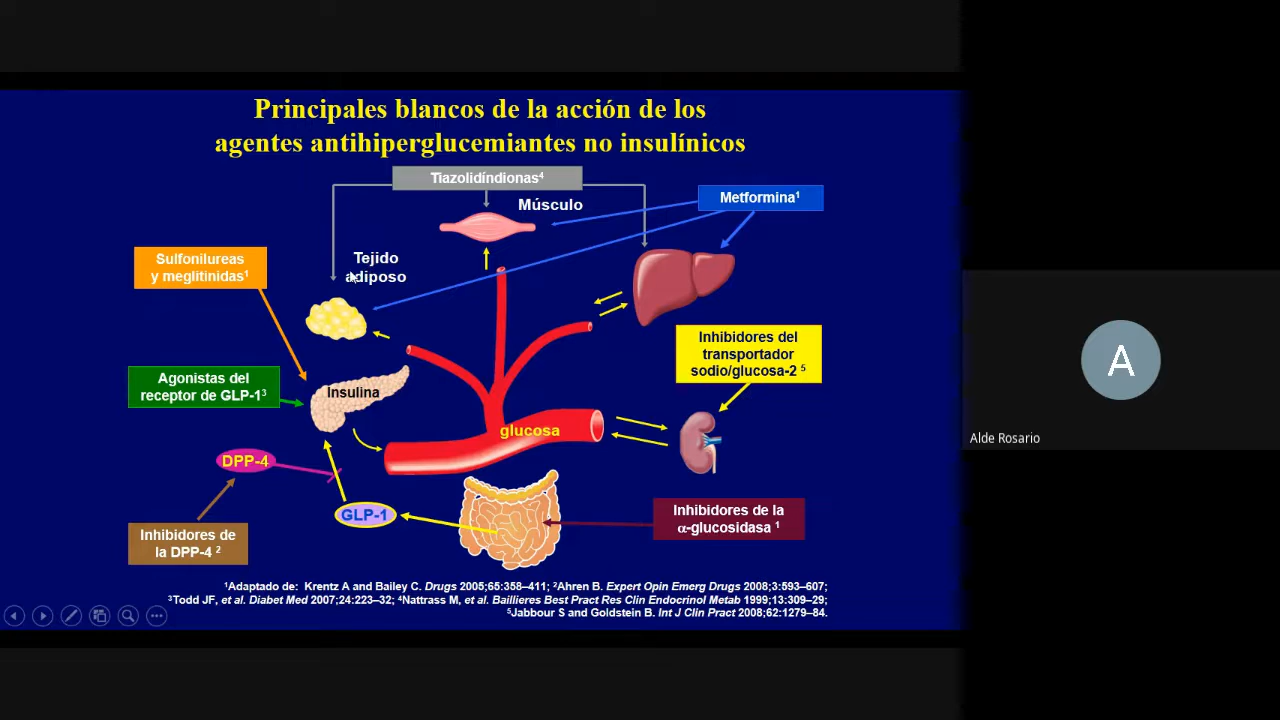 Principales blancos de la acción de los
agentes antihiperglucemiantes no insulínicos
Tiazolidíndionas⁴
Metformina¹
Músculo
Sulfonilureas
y meglitinidas¹
Tejido
adiposo
Inhibidores del
transportador
sodio/glucosa-2 ⁵
Agonistas del
receptor de GLP-1³
Insulina
glucosa
DPP-4
GLP-1
Inhibidores de la
α-glucosidasa ¹
Inhibidores de
la DPP-4 ²
¹Adaptado de: Krentz A and Bailey C. Drugs 2005;65:358–411; ²Ahren B. Expert Opin Emerg Drugs 2008;3:593–607;
³Todd JF, et al. Diabet Med 2007;24:223–32; ⁴Nattrass M, et al. Baillieres Best Pract Res Clin Endocrinol Metab 1999;13:309–29;
⁵Jabbour S and Goldstein B. Int J Clin Pract 2008;62:1279–84.
A
Alde Rosario